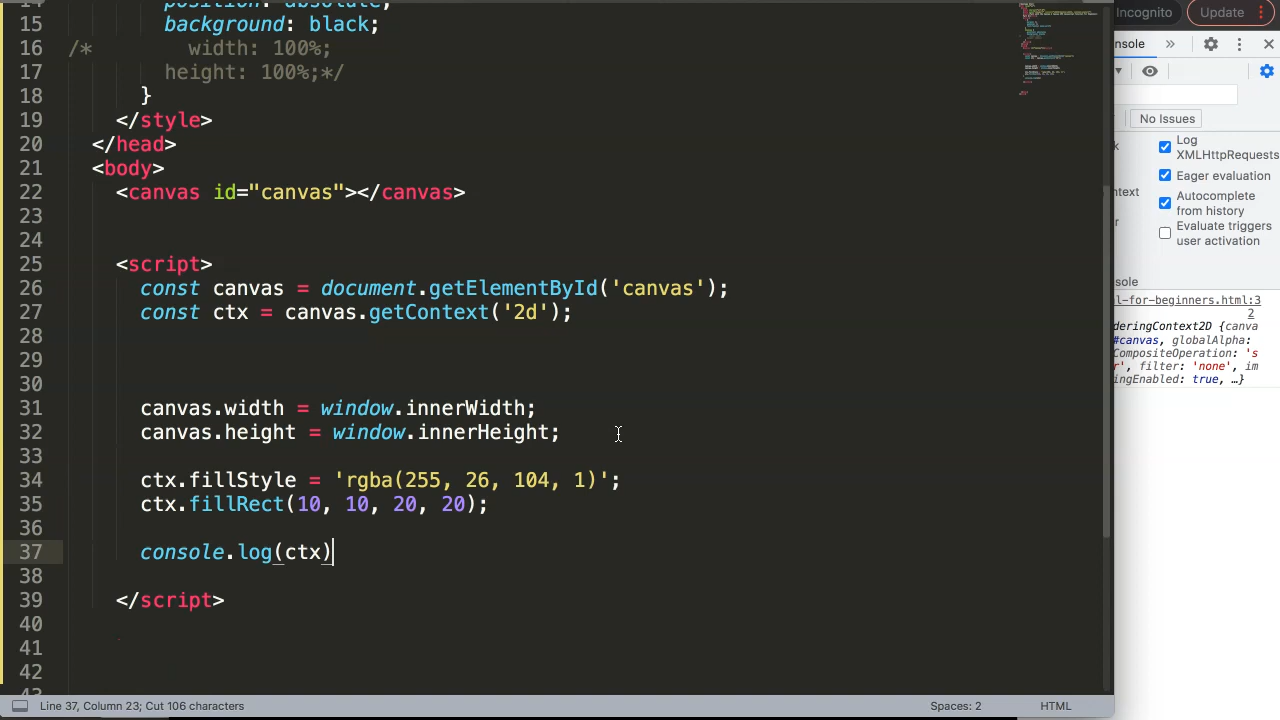 14 position: absolute;
15 background: black;
16 /* width: 100%;
17 height: 100%;*/
18 }
19 </style>
20 </head>
21 <body>
22 <canvas id="canvas"></canvas>
23
24
25 <script>
26 const canvas = document.getElementById('canvas');
27 const ctx = canvas.getContext('2d');
28
29
30
31 canvas.width = window.innerWidth;
32 canvas.height = window.innerHeight;
33
34 ctx.fillStyle = 'rgba(255, 26, 104, 1)';
35 ctx.fillRect(10, 10, 20, 20);
36
37 console.log(ctx)
38
39 </script>
40
41
42
43
Line 37, Column 23; Cut 106 characters
Spaces: 2
HTML
Incognito
Update
nsole
No Issues
Log
XMLHttpRequests
Eager evaluation
Autocomplete
from history
Evaluate triggers
user activation
ntext
sole
l-for-beginners.html:3
2
deringContext2D {canva
#canvas, globalAlpha:
CompositeOperation: 's
r', filter: 'none', im
ingEnabled: true, …}